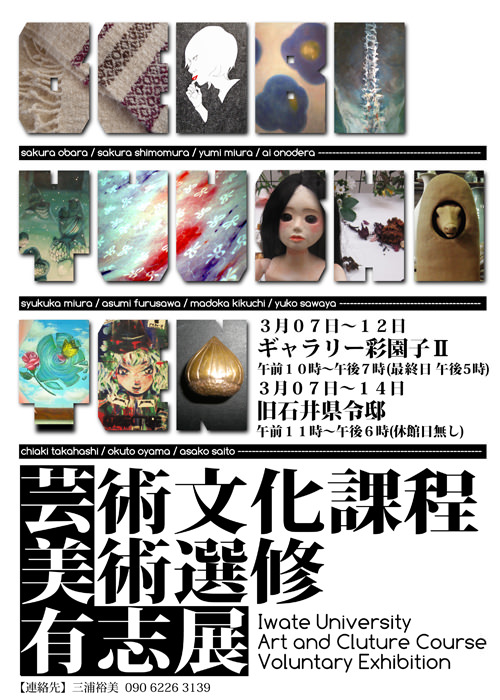 sakura obara / sakura shimomura / yumi miura / ai onodera
syukuka miura / asumi furusawa / madoka kikuchi / yuko sawaya
３月０７日〜１２日
ギャラリー彩園子Ⅱ
午前１０時〜午後７時(最終日 午後５時)
３月０７日〜１４日
旧石井県令邸
午前１１時〜午後６時(休館日無し)
chiaki takahashi / okuto oyama / asako saito
芸術文化課程
美術選修
有志展
Iwate University
Art and Cluture Course
Voluntary Exhibition
【連絡先】三浦裕美 090 6226 3139